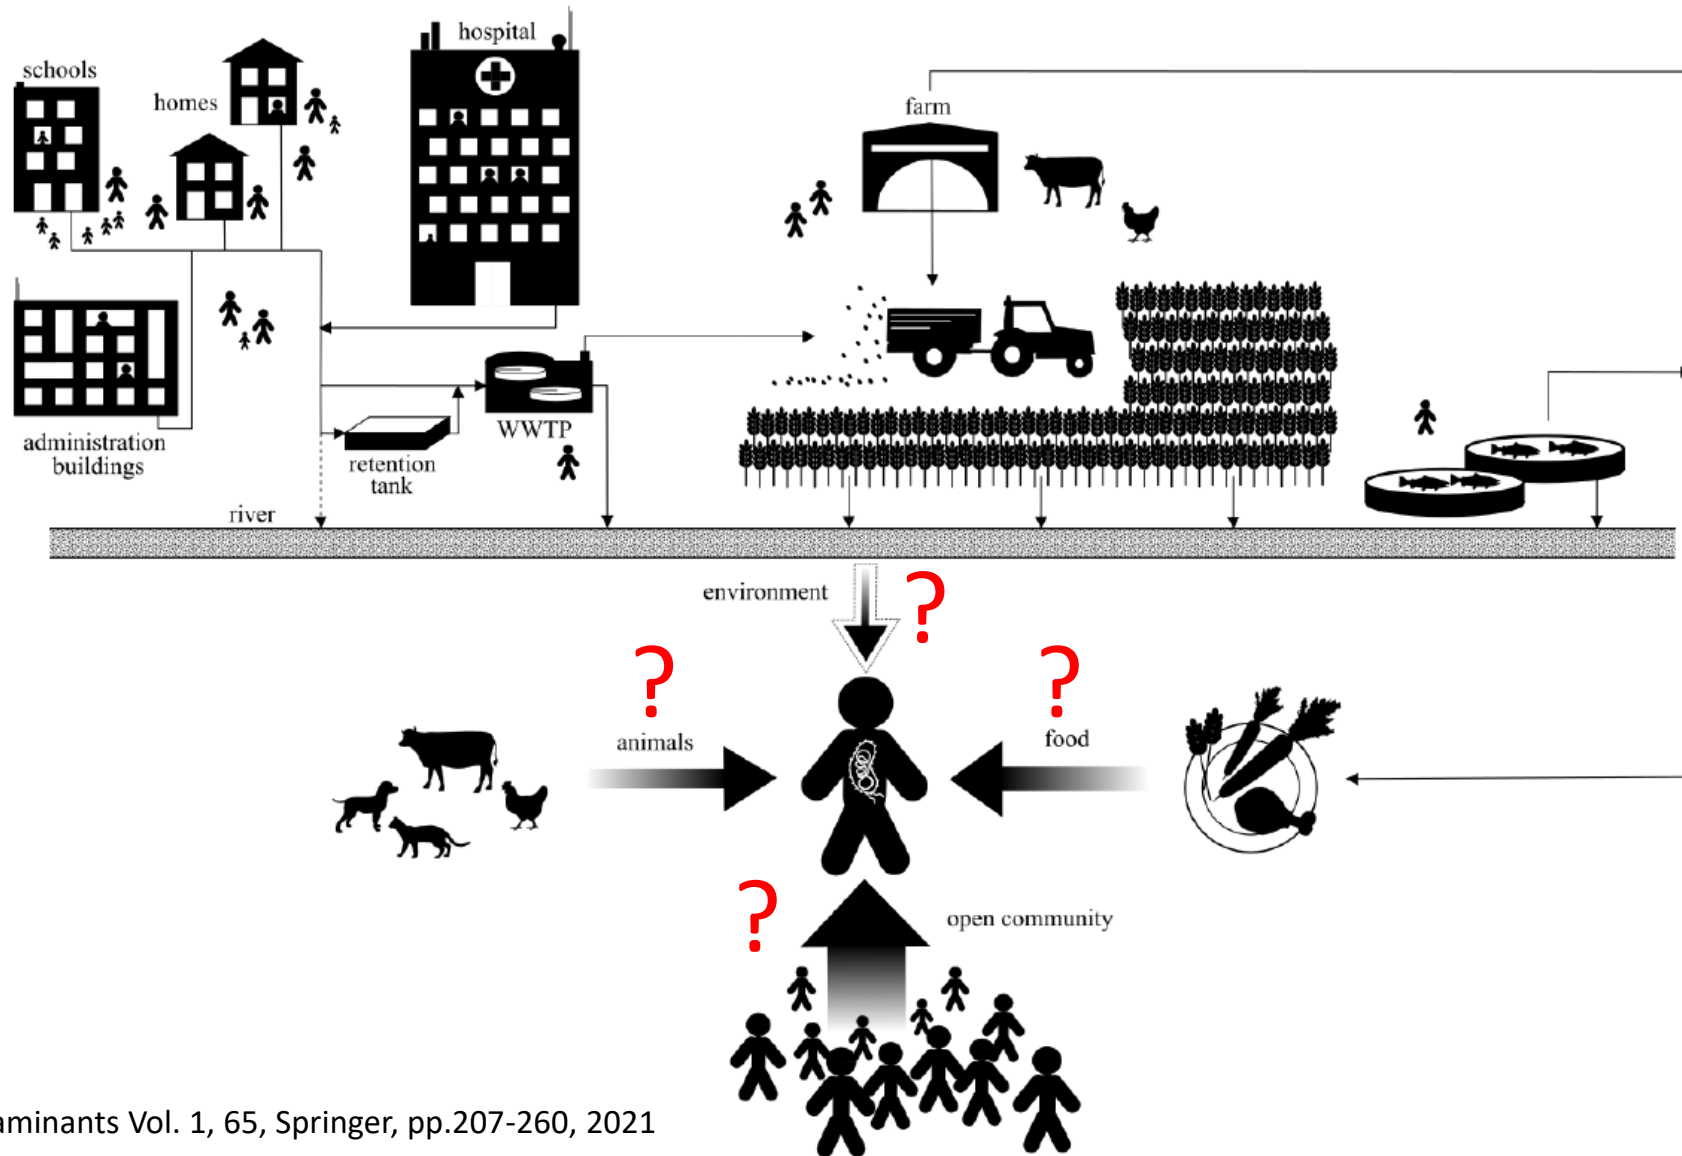 hospital
schools
homes
farm
administration
buildings
WWTP
retention
tank
river
environment
?
?
?
animals
food
?
open community
aminants Vol. 1, 65, Springer, pp.207-260, 2021